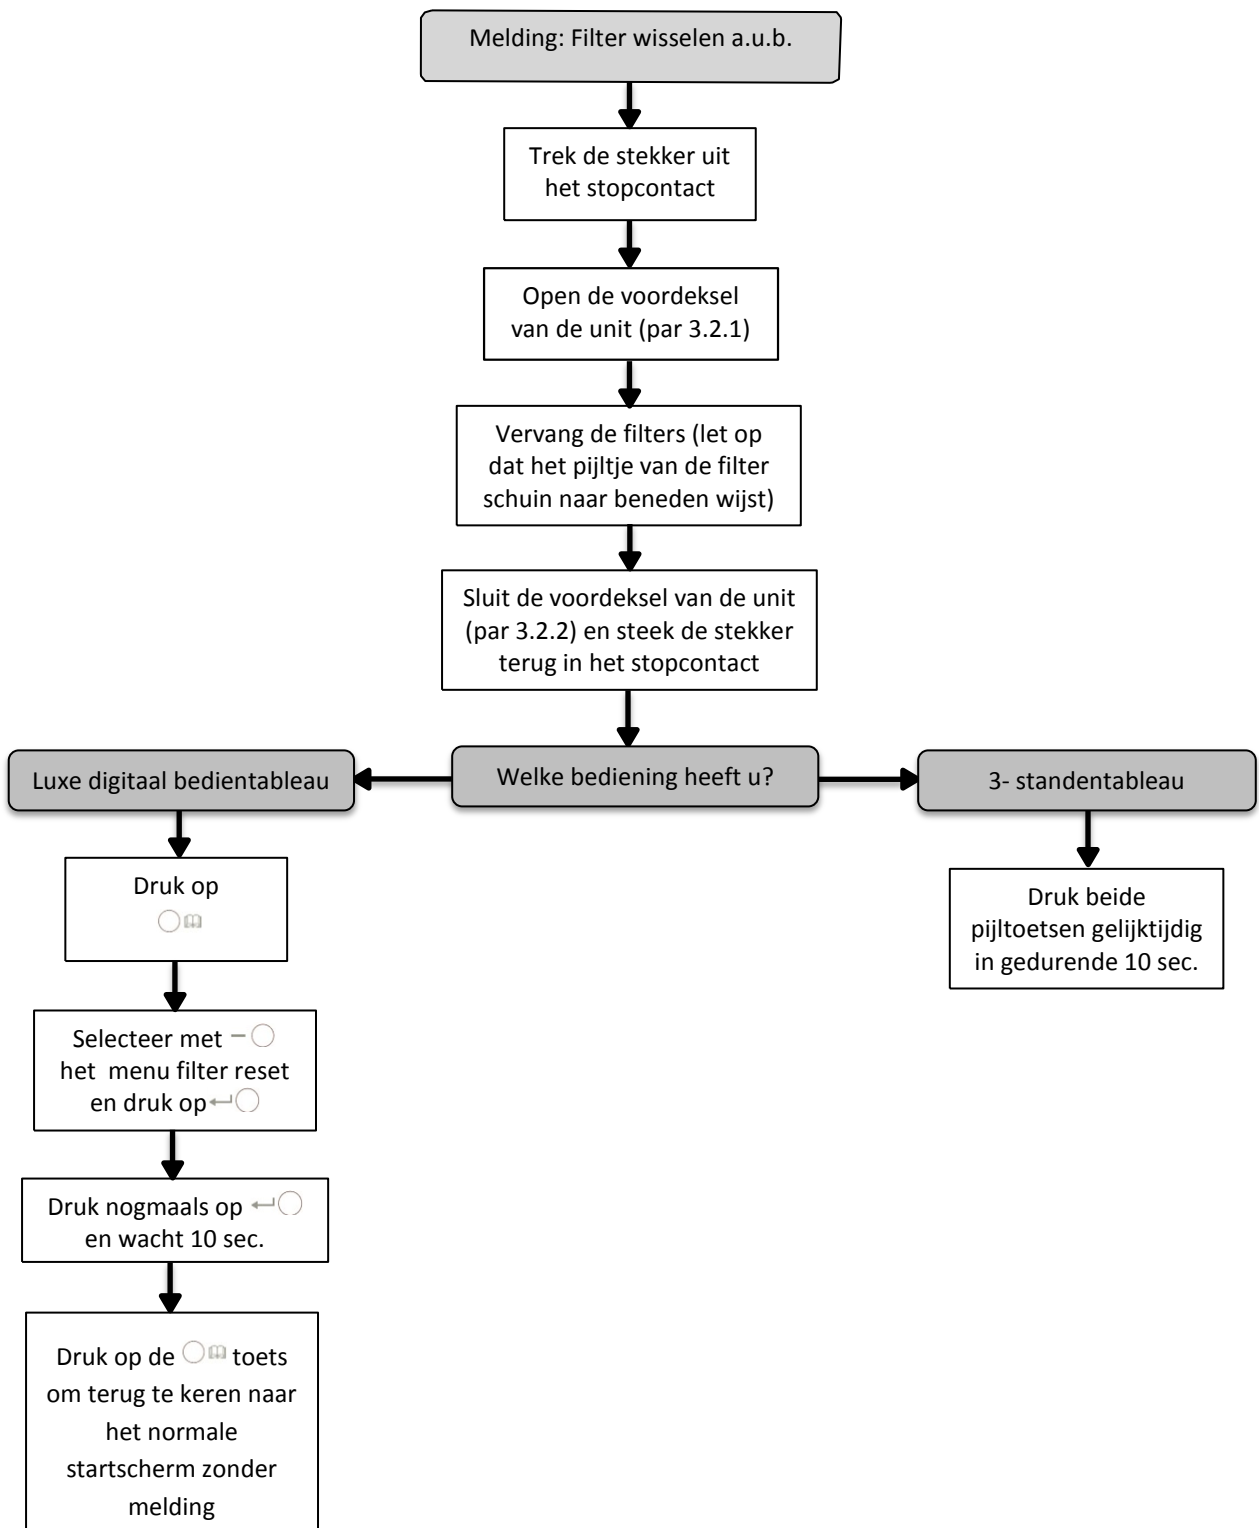 Melding: Filter wisselen a.u.b.
Trek de stekker uit
het stopcontact
Open de voordeksel
van de unit (par 3.2.1)
Vervang de filters (let op
dat het pijltje van de filter
schuin naar beneden wijst)
Sluit de voordeksel van de unit
(par 3.2.2) en steek de stekker
terug in het stopcontact
Welke bediening heeft u?
Luxe digitaal bedientableau
Druk op
Selecteer met
het menu filter reset
en druk op
Druk nogmaals op
en wacht 10 sec.
Druk op de toets
om terug te keren naar
het normale
startscherm zonder
melding
3- standentableau
Druk beide
pijltoetsen gelijktijdig
in gedurende 10 sec.